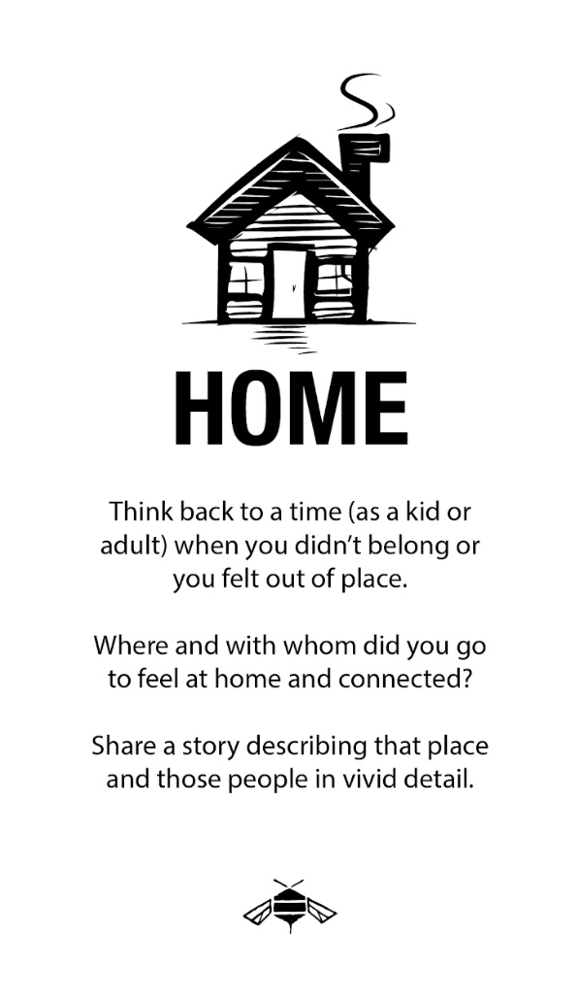 HOME
Think back to a time (as a kid or
adult) when you didn’t belong or
you felt out of place.
Where and with whom did you go
to feel at home and connected?
Share a story describing that place
and those people in vivid detail.